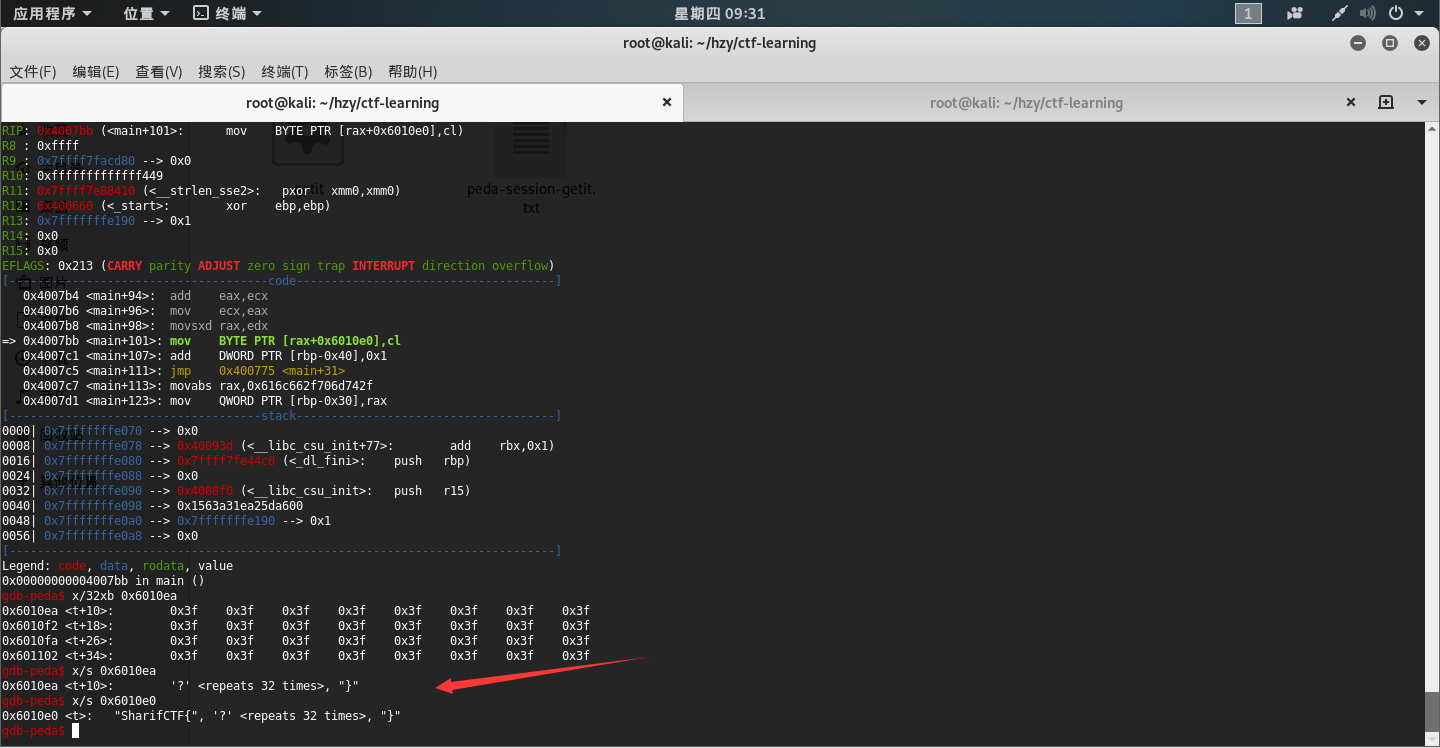 应用程序 位置 终端 星期四 09:31 1
root@kali: ~/hzy/ctf-learning
文件(F) 编辑(E) 查看(V) 搜索(S) 终端(T) 标签(B) 帮助(H)
root@kali: ~/hzy/ctf-learning × root@kali: ~/hzy/ctf-learning ×
RIP: 0x4007bb (<main+101>: mov BYTE PTR [rax+0x6010e0],cl)
R8 : 0xffff
R9 : 0x7ffff7facd80 --> 0x0
R10: 0xfffffffffffff449
R11: 0x7ffff7e88410 (<__strlen_sse2>: pxor xmm0,xmm0)
peda-session-getit.
R12: 0x400660 (<_start>: xor ebp,ebp)
txt
R13: 0x7fffffffe190 --> 0x1
R14: 0x0
R15: 0x0
EFLAGS: 0x213 (CARRY parity ADJUST zero sign trap INTERRUPT direction overflow)
[-------------------------------------code-------------------------------------]
0x4007b4 <main+94>: add eax,ecx
0x4007b6 <main+96>: mov ecx,eax
0x4007b8 <main+98>: movsxd rax,edx
=> 0x4007bb <main+101>: mov BYTE PTR [rax+0x6010e0],cl
0x4007c1 <main+107>: add DWORD PTR [rbp-0x40],0x1
0x4007c5 <main+111>: jmp 0x400775 <main+31>
0x4007c7 <main+113>: movabs rax,0x616c662f706d742f
0x4007d1 <main+123>: mov QWORD PTR [rbp-0x30],rax
[------------------------------------stack-------------------------------------]
0000| 0x7fffffffe070 --> 0x0
0008| 0x7fffffffe078 --> 0x40093d (<__libc_csu_init+77>: add rbx,0x1)
0016| 0x7fffffffe080 --> 0x7ffff7fe44c0 (<_dl_fini>: push rbp)
0024| 0x7fffffffe088 --> 0x0
0032| 0x7fffffffe090 --> 0x4008f0 (<__libc_csu_init>: push r15)
0040| 0x7fffffffe098 --> 0x1563a31ea25da600
0048| 0x7fffffffe0a0 --> 0x7fffffffe190 --> 0x1
0056| 0x7fffffffe0a8 --> 0x0
[------------------------------------------------------------------------------]
Legend: code, data, rodata, value
0x00000000004007bb in main ()
gdb-peda$ x/32xb 0x6010ea
0x6010ea <t+10>: 0x3f 0x3f 0x3f 0x3f 0x3f 0x3f 0x3f 0x3f
0x6010f2 <t+18>: 0x3f 0x3f 0x3f 0x3f 0x3f 0x3f 0x3f 0x3f
0x6010fa <t+26>: 0x3f 0x3f 0x3f 0x3f 0x3f 0x3f 0x3f 0x3f
0x601102 <t+34>: 0x3f 0x3f 0x3f 0x3f 0x3f 0x3f 0x3f 0x3f
gdb-peda$ x/s 0x6010ea
0x6010ea <t+10>: '?' <repeats 32 times>, "}"
gdb-peda$ x/s 0x6010e0
0x6010e0 <t>: "SharifCTF{", '?' <repeats 32 times>, "}"
gdb-peda$